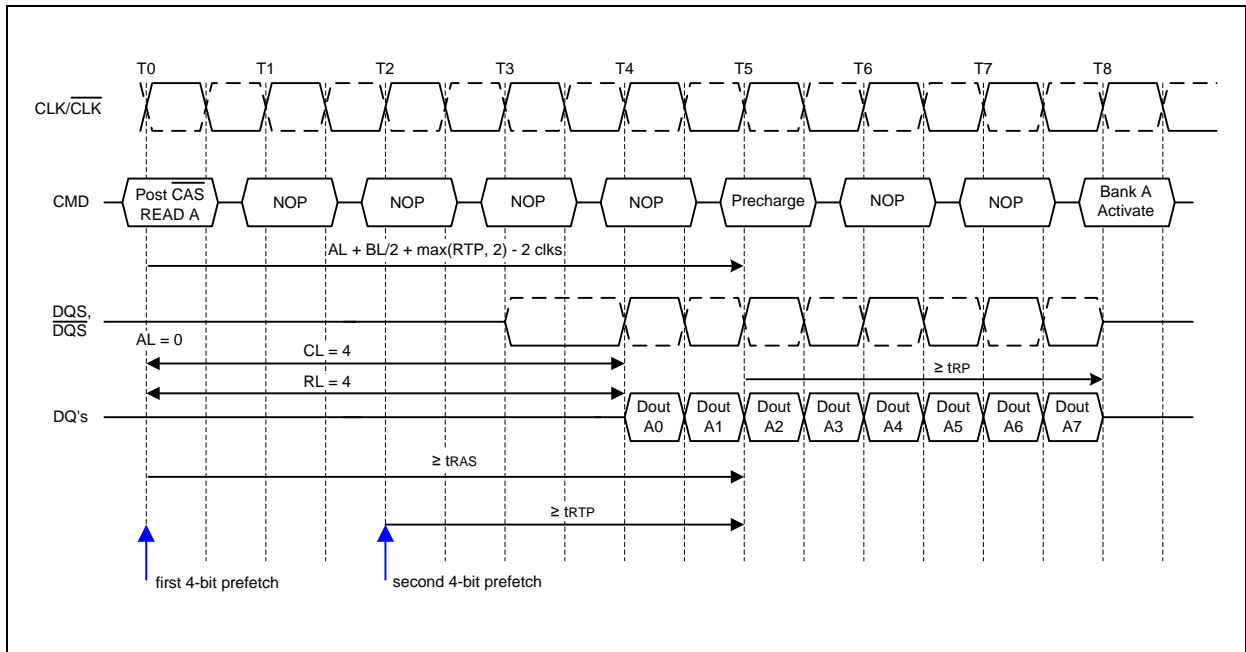 T0 T1 T2 T3 T4 T5 T6 T7 T8
CLK/CLK
CMD
Post CAS
READ A
NOP
NOP
NOP
NOP
Precharge
NOP
NOP
Bank A
Activate
AL + BL/2 + max(RTP, 2) - 2 clks
DQS,
DQS
AL = 0
CL = 4
≥ tRP
RL = 4
DQ's
Dout
A0
Dout
A1
Dout
A2
Dout
A3
Dout
A4
Dout
A5
Dout
A6
Dout
A7
≥ tRAS
≥ tRTP
first 4-bit prefetch
second 4-bit prefetch